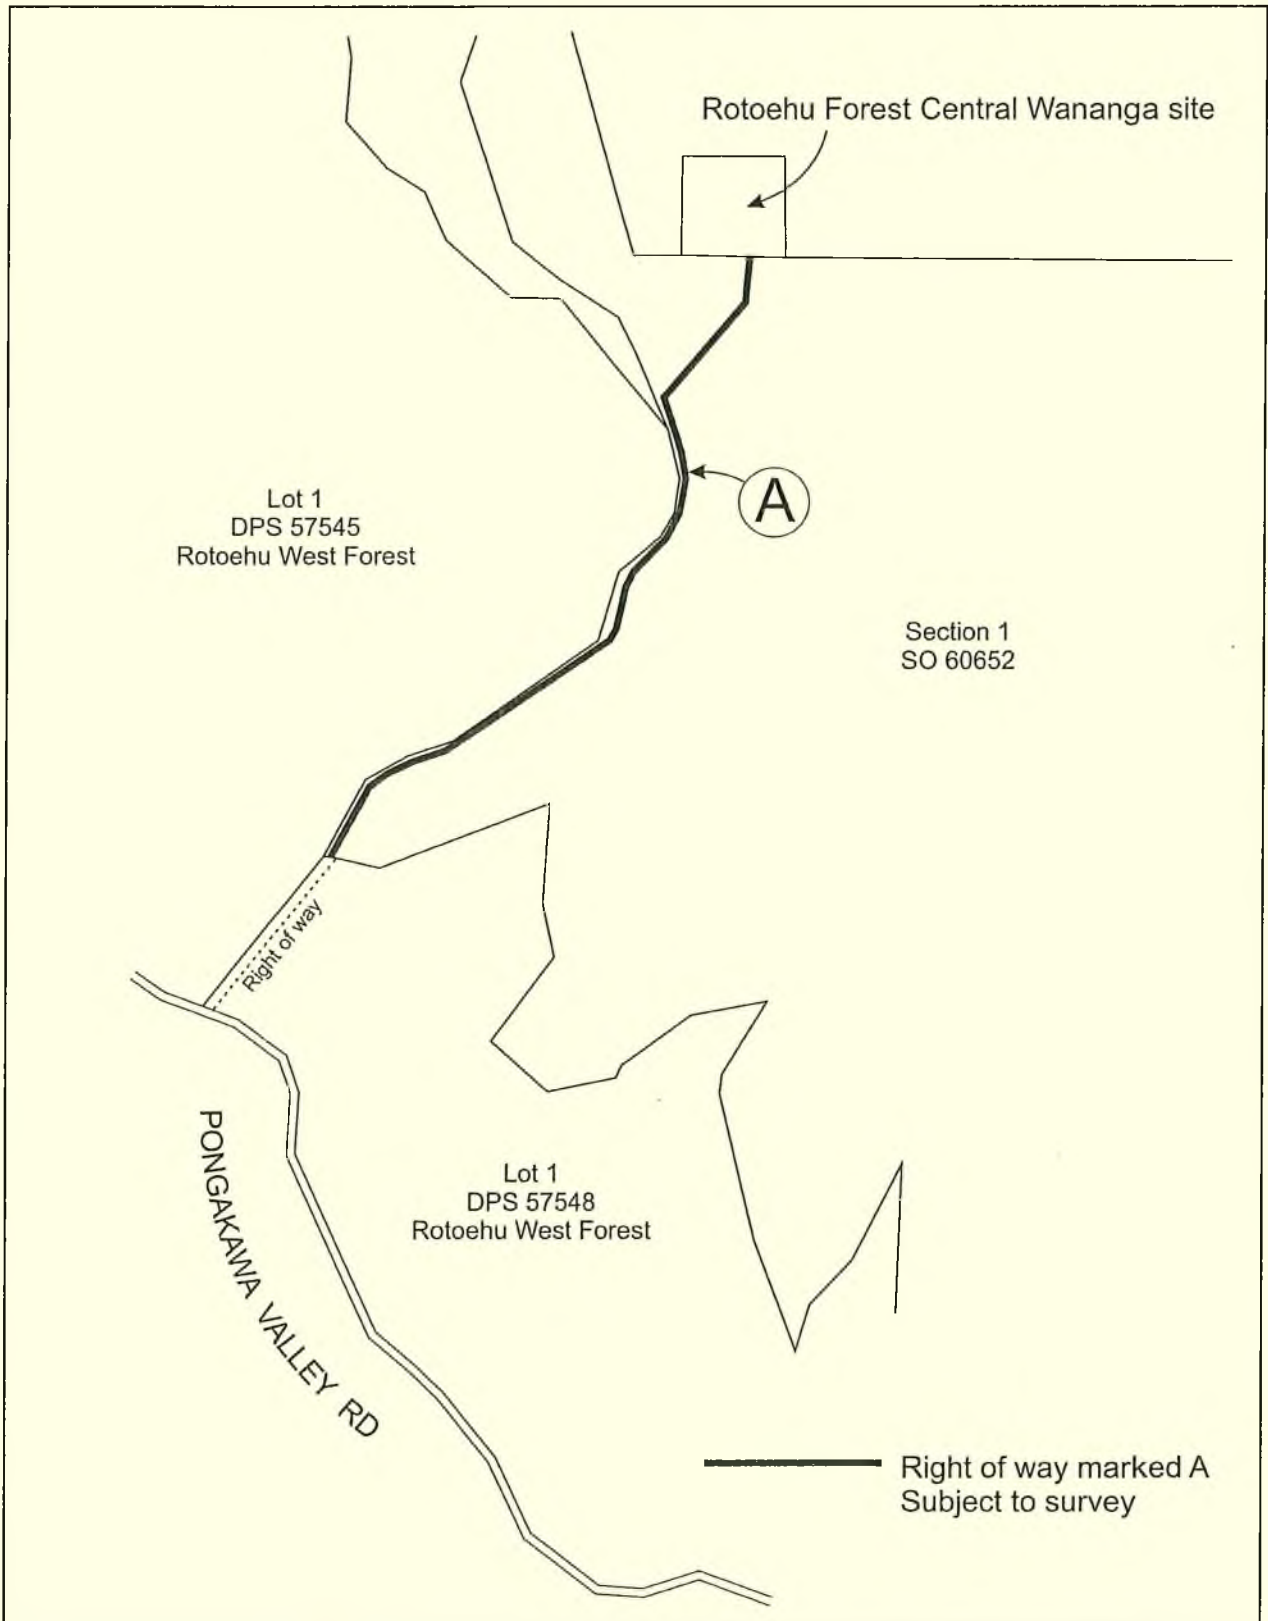 Rotoehu Forest Central Wananga site
A
Lot 1
DPS 57545
Rotoehu West Forest
Section 1
SO 60652
Right of way
PONGAKAWA VALLEY RD
Lot 1
DPS 57548
Rotoehu West Forest
Right of way marked A
Subject to survey